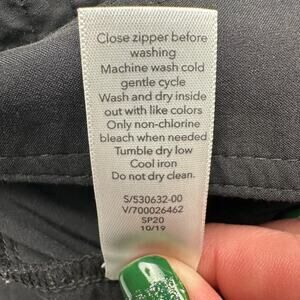 Close zipper before
washing
Machine wash cold
gentle cycle
Wash and dry inside
out with like colors
Only non-chlorine
bleach when needed
Tumble dry low
Cool iron
Do not dry clean.
S/530632-00
V/700026462
SP20
10/19